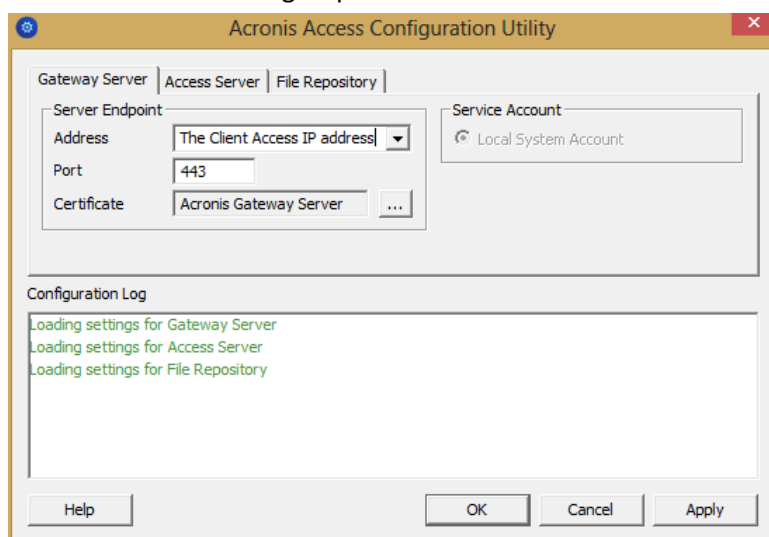 Acronis Access Configuration Utility
Gateway Server Access Server File Repository
Server Endpoint
Address The Client Access IP address
Port 443
Certificate Acronis Gateway Server ...
Service Account
Local System Account
Configuration Log
Loading settings for Gateway Server
Loading settings for Access Server
Loading settings for File Repository
Help OK Cancel Apply